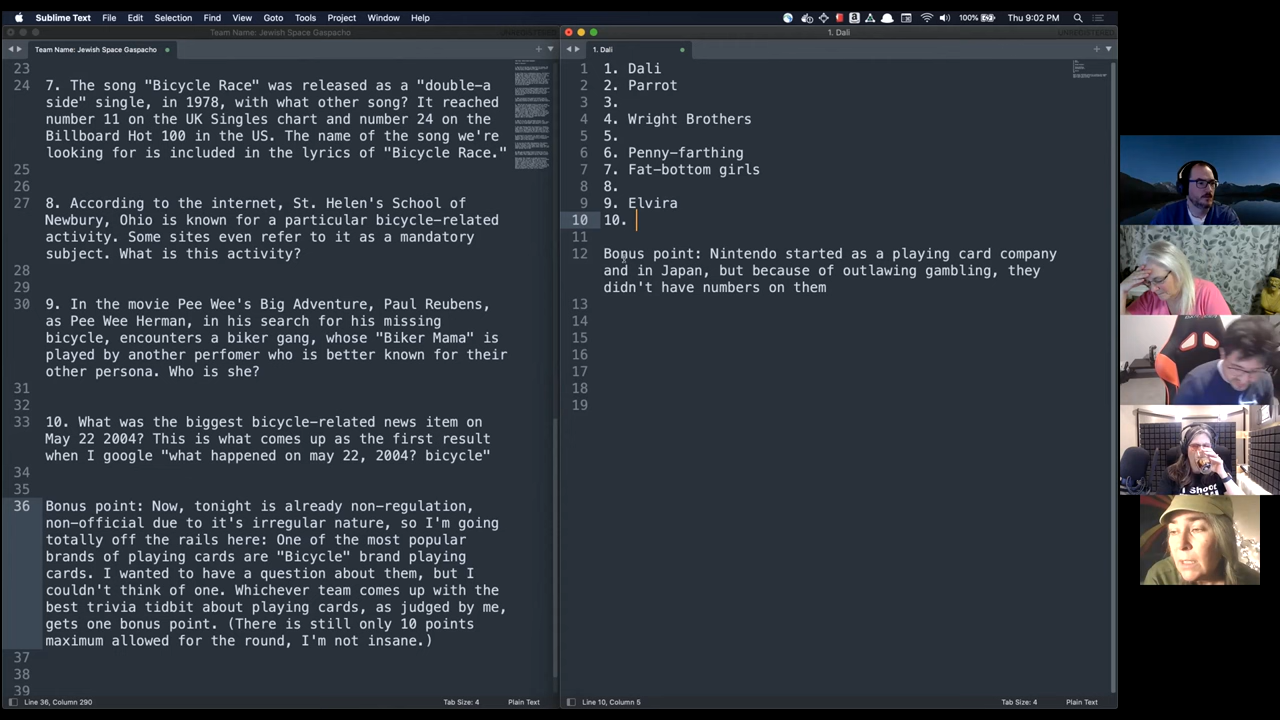 Sublime Text File Edit Selection Find View Goto Tools Project Window Help 100% Thu 9:02 PM
Team Name: Jewish Space Gaspacho UNREGISTERED
Team Name: Jewish Space Gaspacho
23
24 7. The song "Bicycle Race" was released as a "double-a
side" single, in 1978, with what other song? It reached
number 11 on the UK Singles chart and number 24 on the
Billboard Hot 100 in the US. The name of the song we're
looking for is included in the lyrics of "Bicycle Race."
25
26
27 8. According to the internet, St. Helen's School of
Newbury, Ohio is known for a particular bicycle-related
activity. Some sites even refer to it as a mandatory
subject. What is this activity?
28
29
30 9. In the movie Pee Wee's Big Adventure, Paul Reubens,
as Pee Wee Herman, in his search for his missing
bicycle, encounters a biker gang, whose "Biker Mama" is
played by another perfomer who is better known for their
other persona. Who is she?
31
32
33 10. What was the biggest bicycle-related news item on
May 22 2004? This is what comes up as the first result
when I google "what happened on may 22, 2004? bicycle"
34
35
36 Bonus point: Now, tonight is already non-regulation,
non-official due to it's irregular nature, so I'm going
totally off the rails here: One of the most popular
brands of playing cards are "Bicycle" brand playing
cards. I wanted to have a question about them, but I
couldn't think of one. Whichever team comes up with the
best trivia tidbit about playing cards, as judged by me,
gets one bonus point. (There is still only 10 points
maximum allowed for the round, I'm not insane.)
37
38
39
Line 36, Column 290 Tab Size: 4 Plain Text
1. Dali UNREGISTERED
1. Dali
1 1. Dali
2 2. Parrot
3 3.
4 4. Wright Brothers
5 5.
6 6. Penny-farthing
7 7. Fat-bottom girls
8 8.
9 9. Elvira
10 10.
11
12 Bonus point: Nintendo started as a playing card company
and in Japan, but because of outlawing gambling, they
didn't have numbers on them
13
14
15
16
17
18
19
Line 10, Column 5 Tab Size: 4 Plain Text
I Shoot